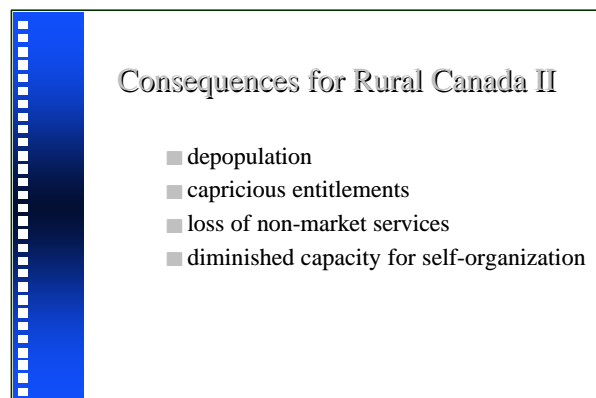 Consequences for Rural Canada II
depopulation
capricious entitlements
loss of non-market services
diminished capacity for self-organization